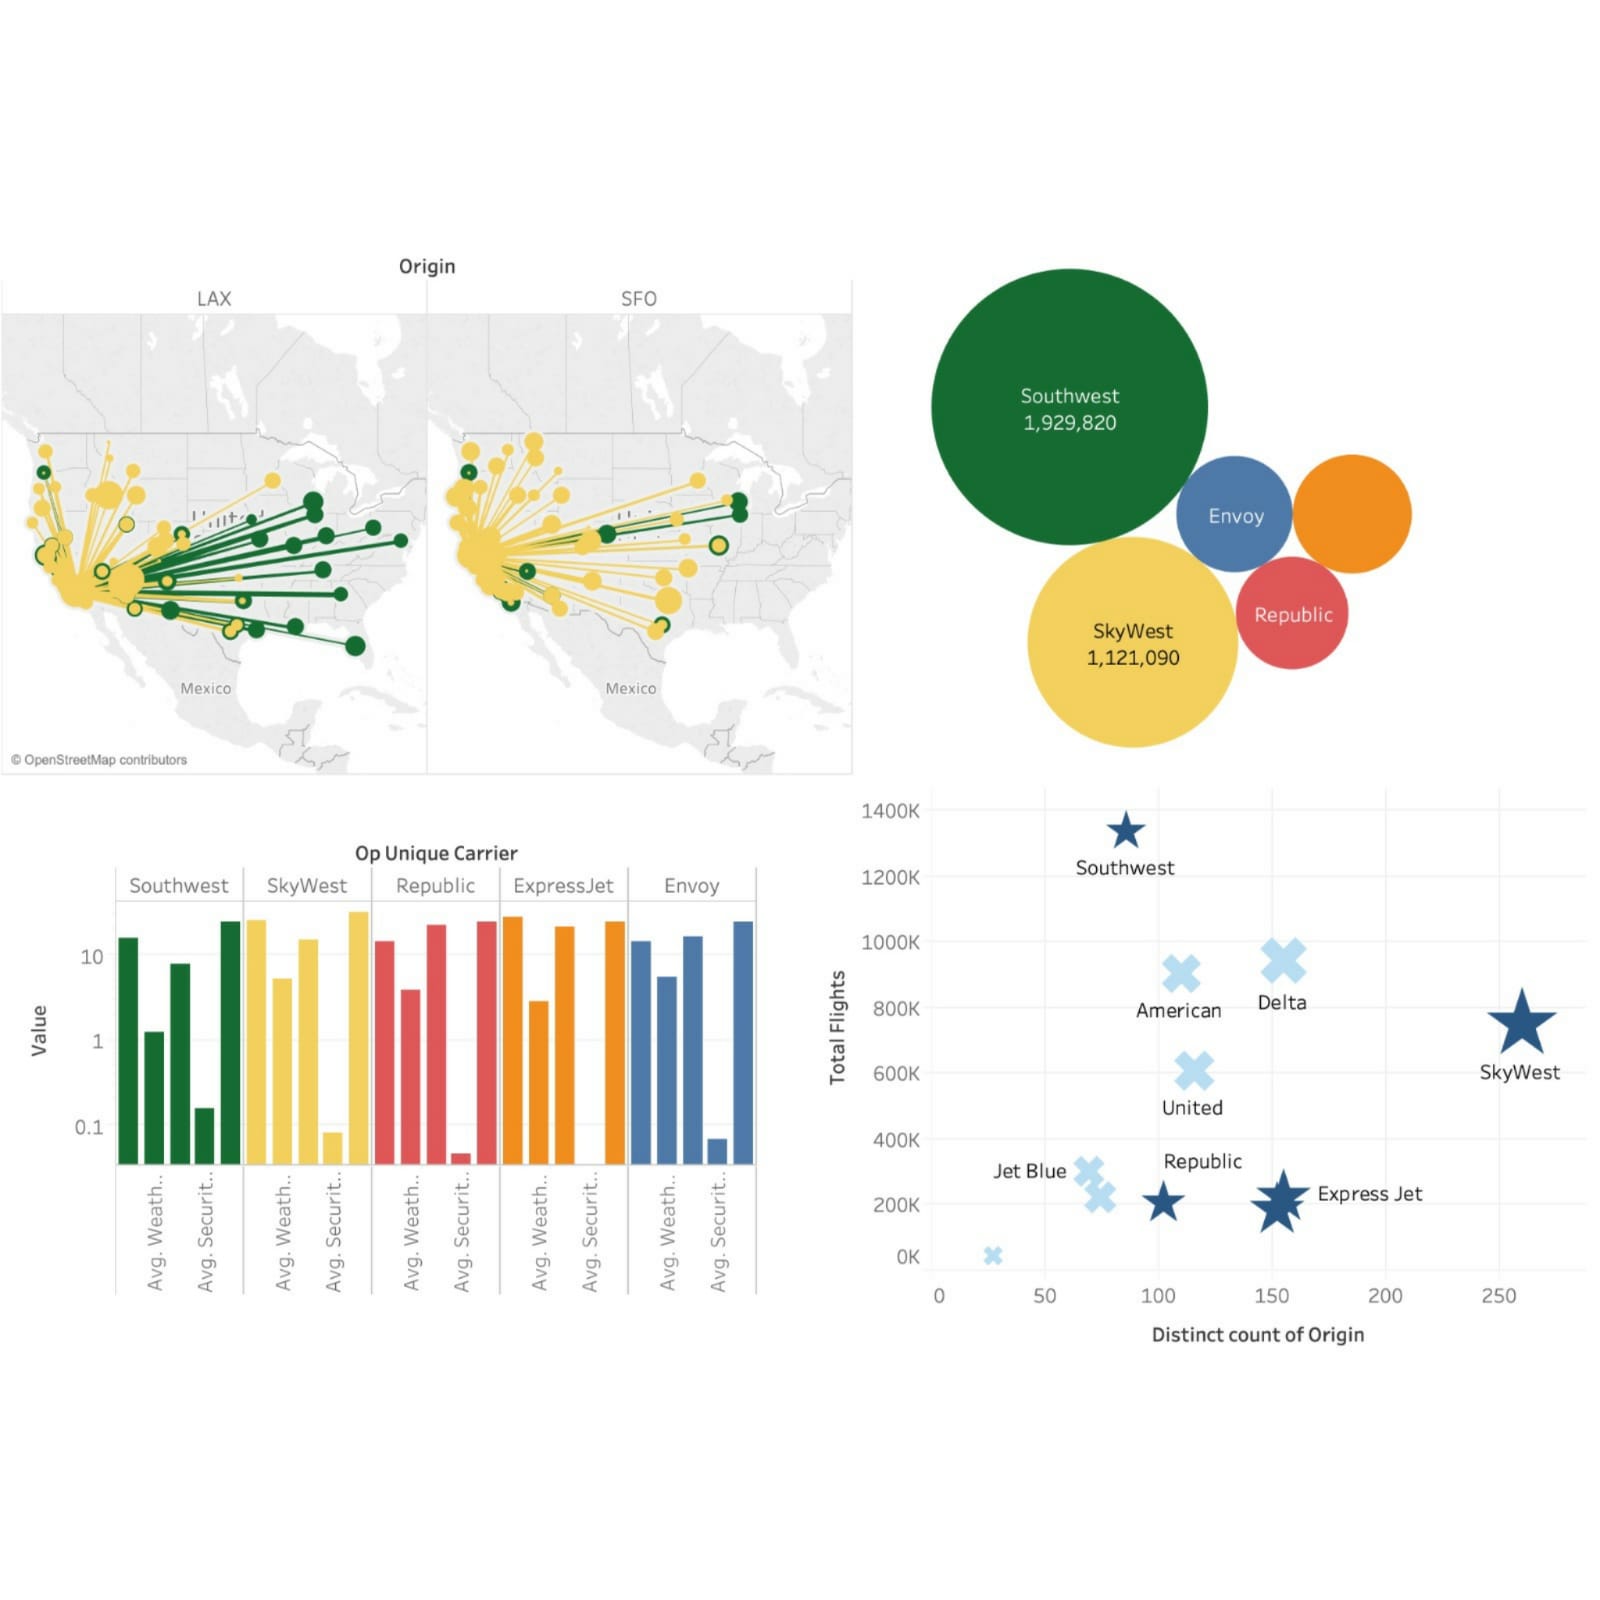 Origin
LAX
SFO
Mexico
Mexico
© OpenStreetMap contributors
Southwest
1,929,820
Envoy
Republic
SkyWest
1,121,090
Op Unique Carrier
Southwest
SkyWest
Republic
ExpressJet
Envoy
Value
10
1
0.1
Avg. Weath..
Avg. Securit..
Avg. Weath..
Avg. Securit..
Avg. Weath..
Avg. Securit..
Avg. Weath..
Avg. Securit..
Avg. Weath..
Avg. Securit..
Total Flights
1400K
1200K
1000K
800K
600K
400K
200K
0K
Southwest
American
Delta
SkyWest
United
Republic
Jet Blue
Express Jet
0
50
100
150
200
250
Distinct count of Origin